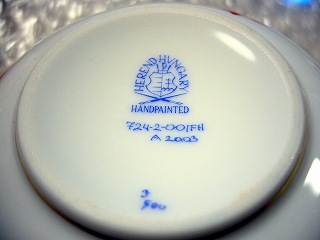 HEREND HUNGARY
HANDPAINTED
724-2-00/FH
A 2003